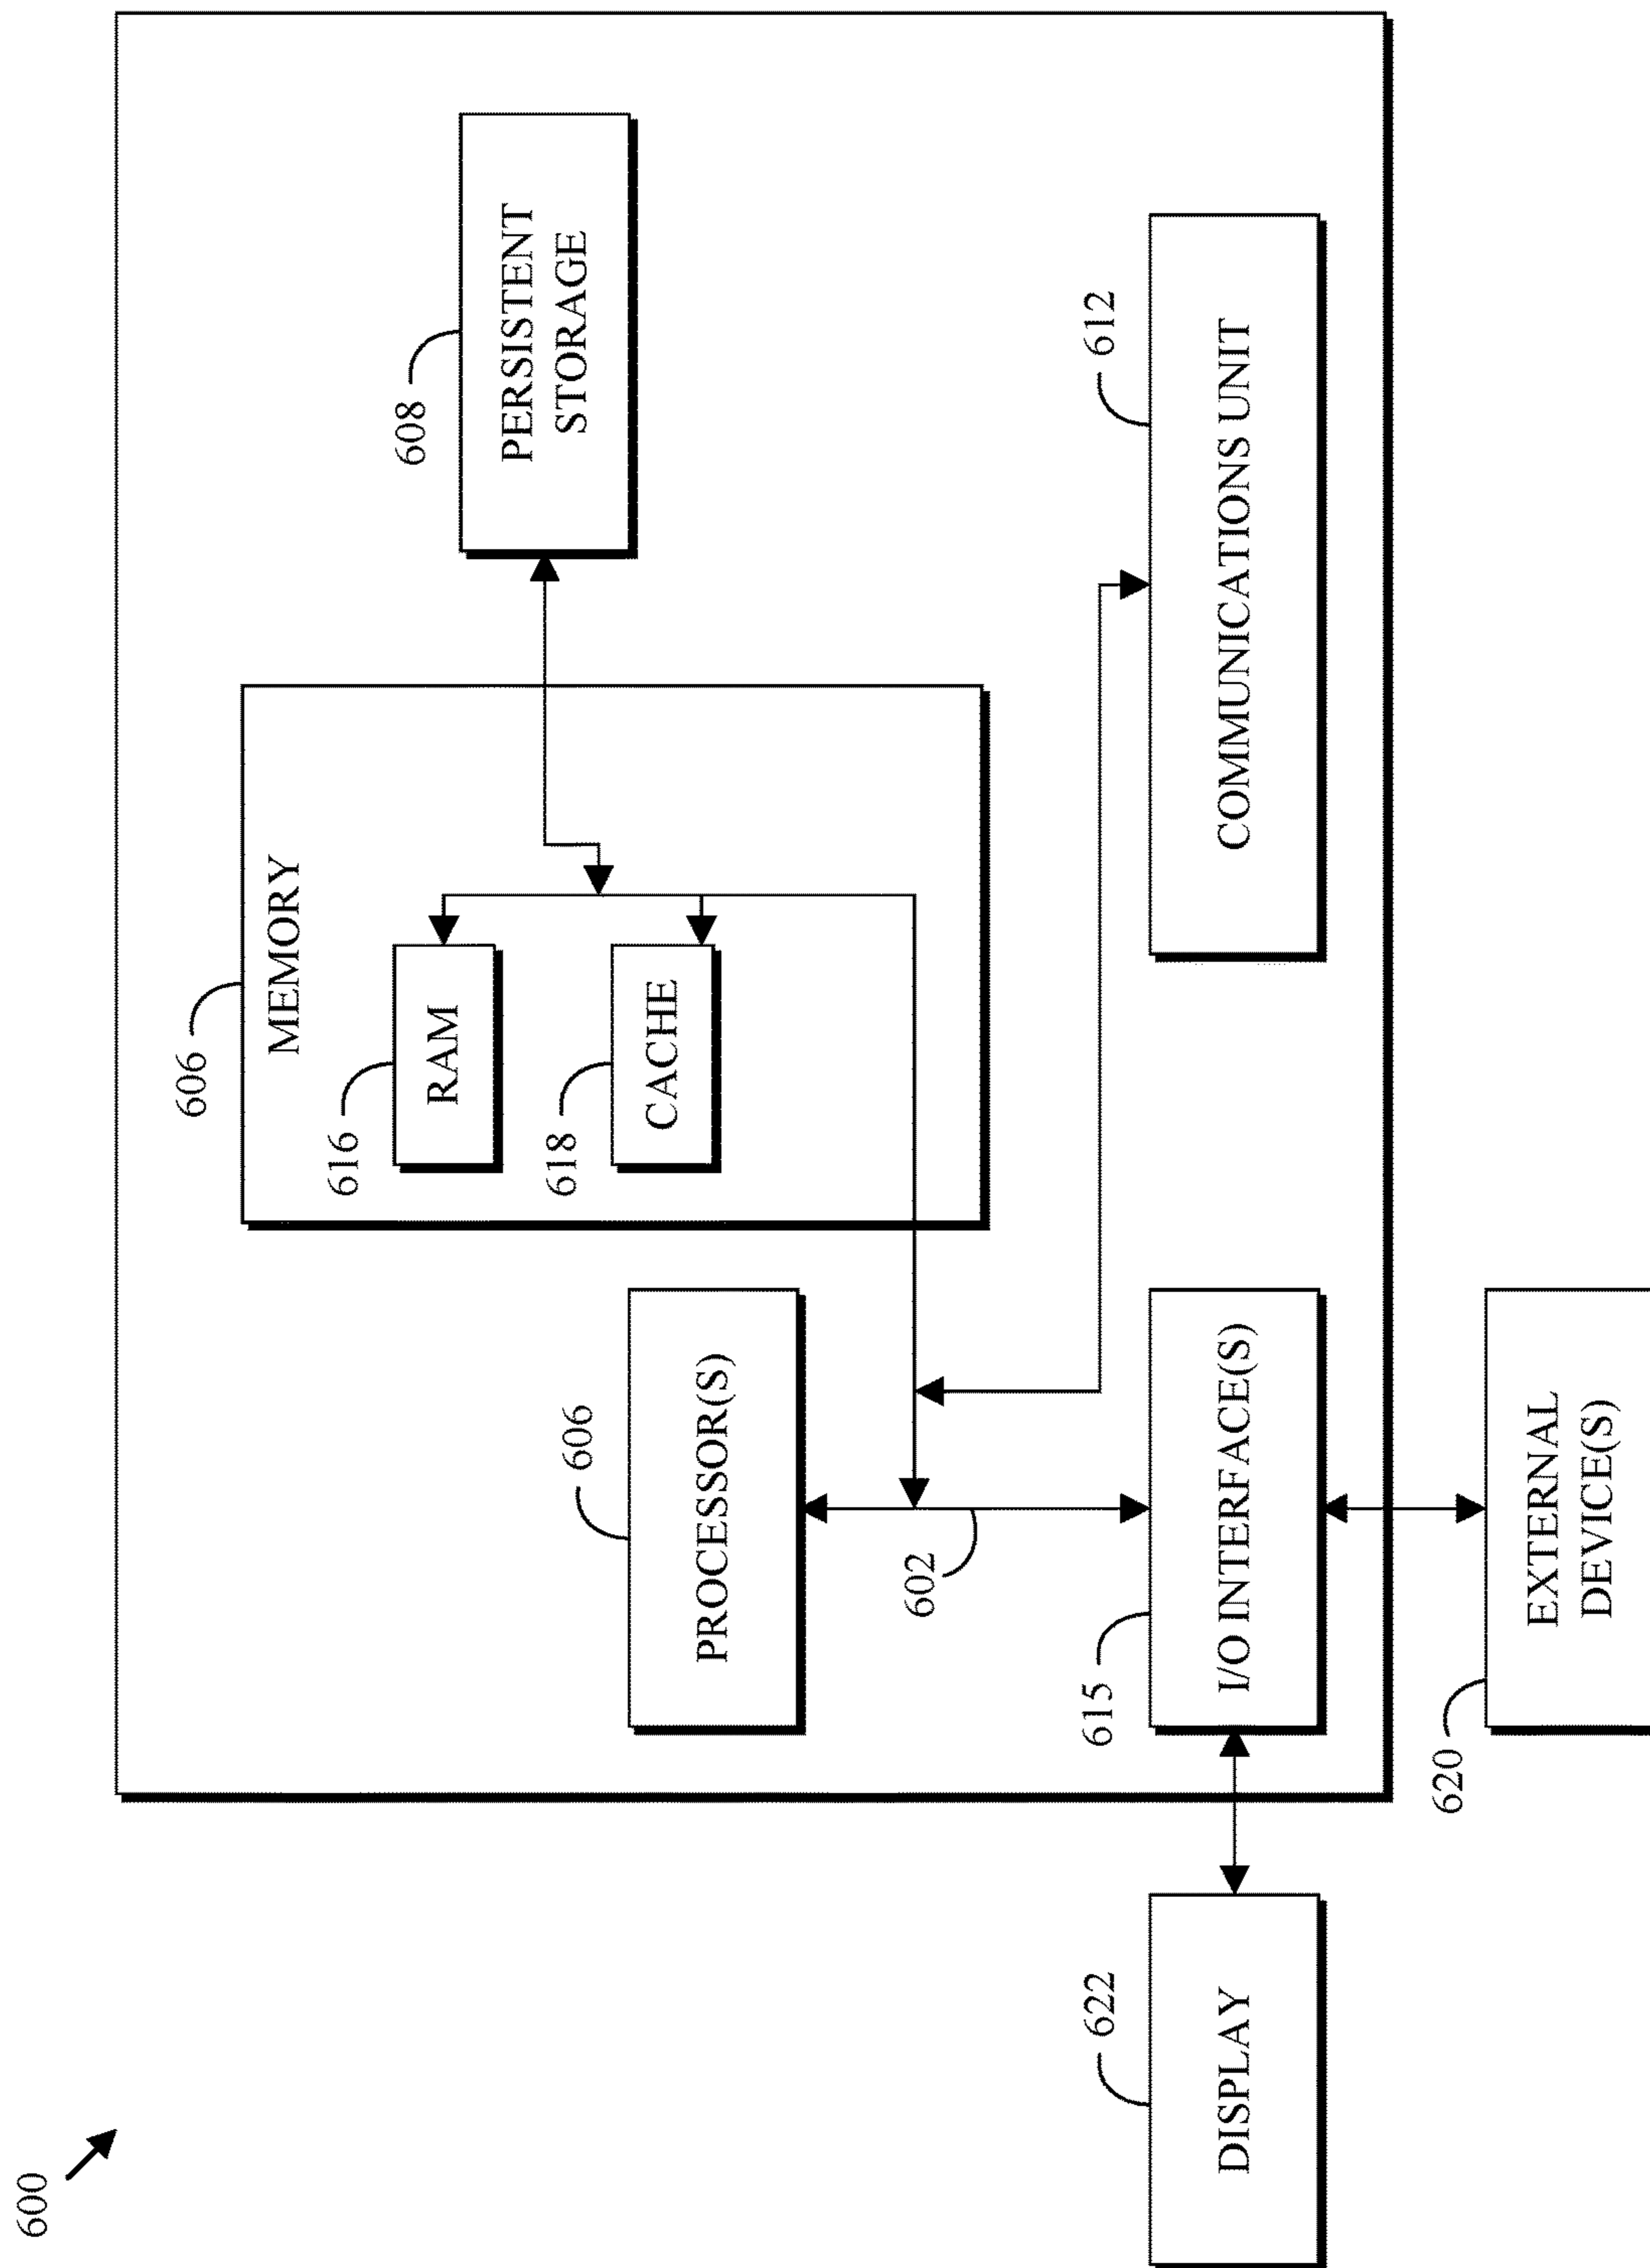 600
606
MEMORY
608
616
RAM
PERSISTENT
STORAGE
606
618
PROCESSOR(S)
CACHE
602
622
615
612
DISPLAY
I/O INTERFACE(S)
COMMUNICATIONS UNIT
620
EXTERNAL
DEVICE(S)